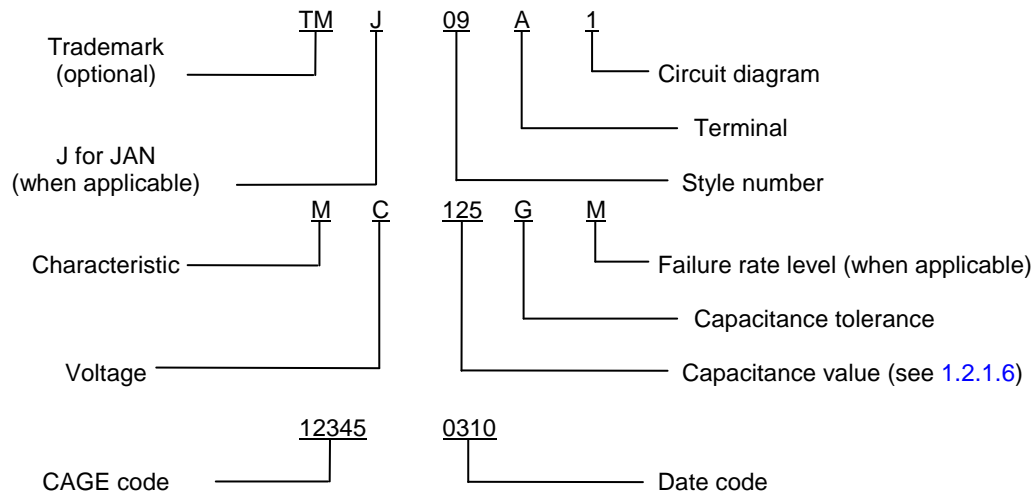 TM J 09 A 1
Trademark
(optional)
Circuit diagram
Terminal
J for JAN
(when applicable)
Style number
M C 125 G M
Characteristic
Failure rate level (when applicable)
Capacitance tolerance
Voltage
Capacitance value (see 1.2.1.6)
12345 0310
CAGE code
Date code